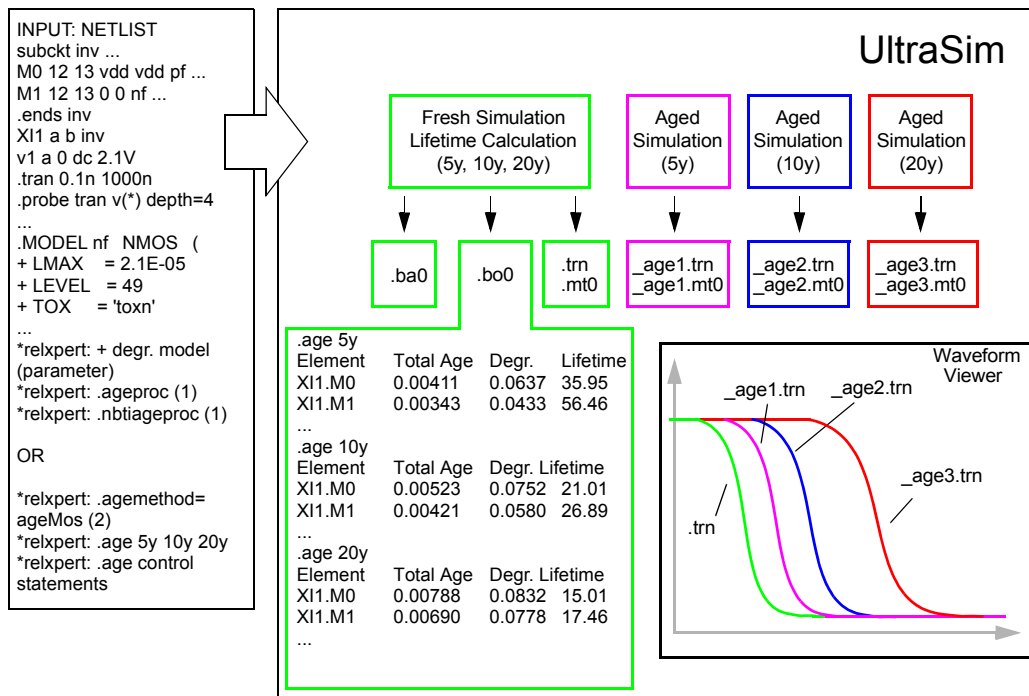 INPUT: NETLIST
subckt inv ...
M0 12 13 vdd vdd pf ...
M1 12 13 0 0 nf ...
.ends inv
XI1 a b inv
v1 a 0 dc 2.1V
.tran 0.1n 1000n
.probe tran v(*) depth=4
...
.MODEL nf NMOS (
+ LMAX = 2.1E-05
+ LEVEL = 49
+ TOX = 'toxn'
...
*relxpert: + degr. model
(parameter)
*relxpert: .ageproc (1)
*relxpert: .nbtiageproc (1)
OR
*relxpert: .agemethod=
ageMos (2)
*relxpert: .age 5y 10y 20y
*relxpert: .age control
statements
UltraSim
Fresh Simulation
Lifetime Calculation
(5y, 10y, 20y)
Aged
Simulation
(5y)
Aged
Simulation
(10y)
Aged
Simulation
(20y)
.ba0
.bo0
.trn
.mt0
_age1.trn
_age1.mt0
_age2.trn
_age2.mt0
_age3.trn
_age3.mt0
.age 5y
Element Total Age Degr. Lifetime
XI1.M0 0.00411 0.0637 35.95
XI1.M1 0.00343 0.0433 56.46
...
.age 10y
Element Total Age Degr. Lifetime
XI1.M0 0.00523 0.0752 21.01
XI1.M1 0.00421 0.0580 26.89
...
.age 20y
Element Total Age Degr. Lifetime
XI1.M0 0.00788 0.0832 15.01
XI1.M1 0.00690 0.0778 17.46
...
Waveform
Viewer
_age1.trn
_age2.trn
_age3.trn
.trn